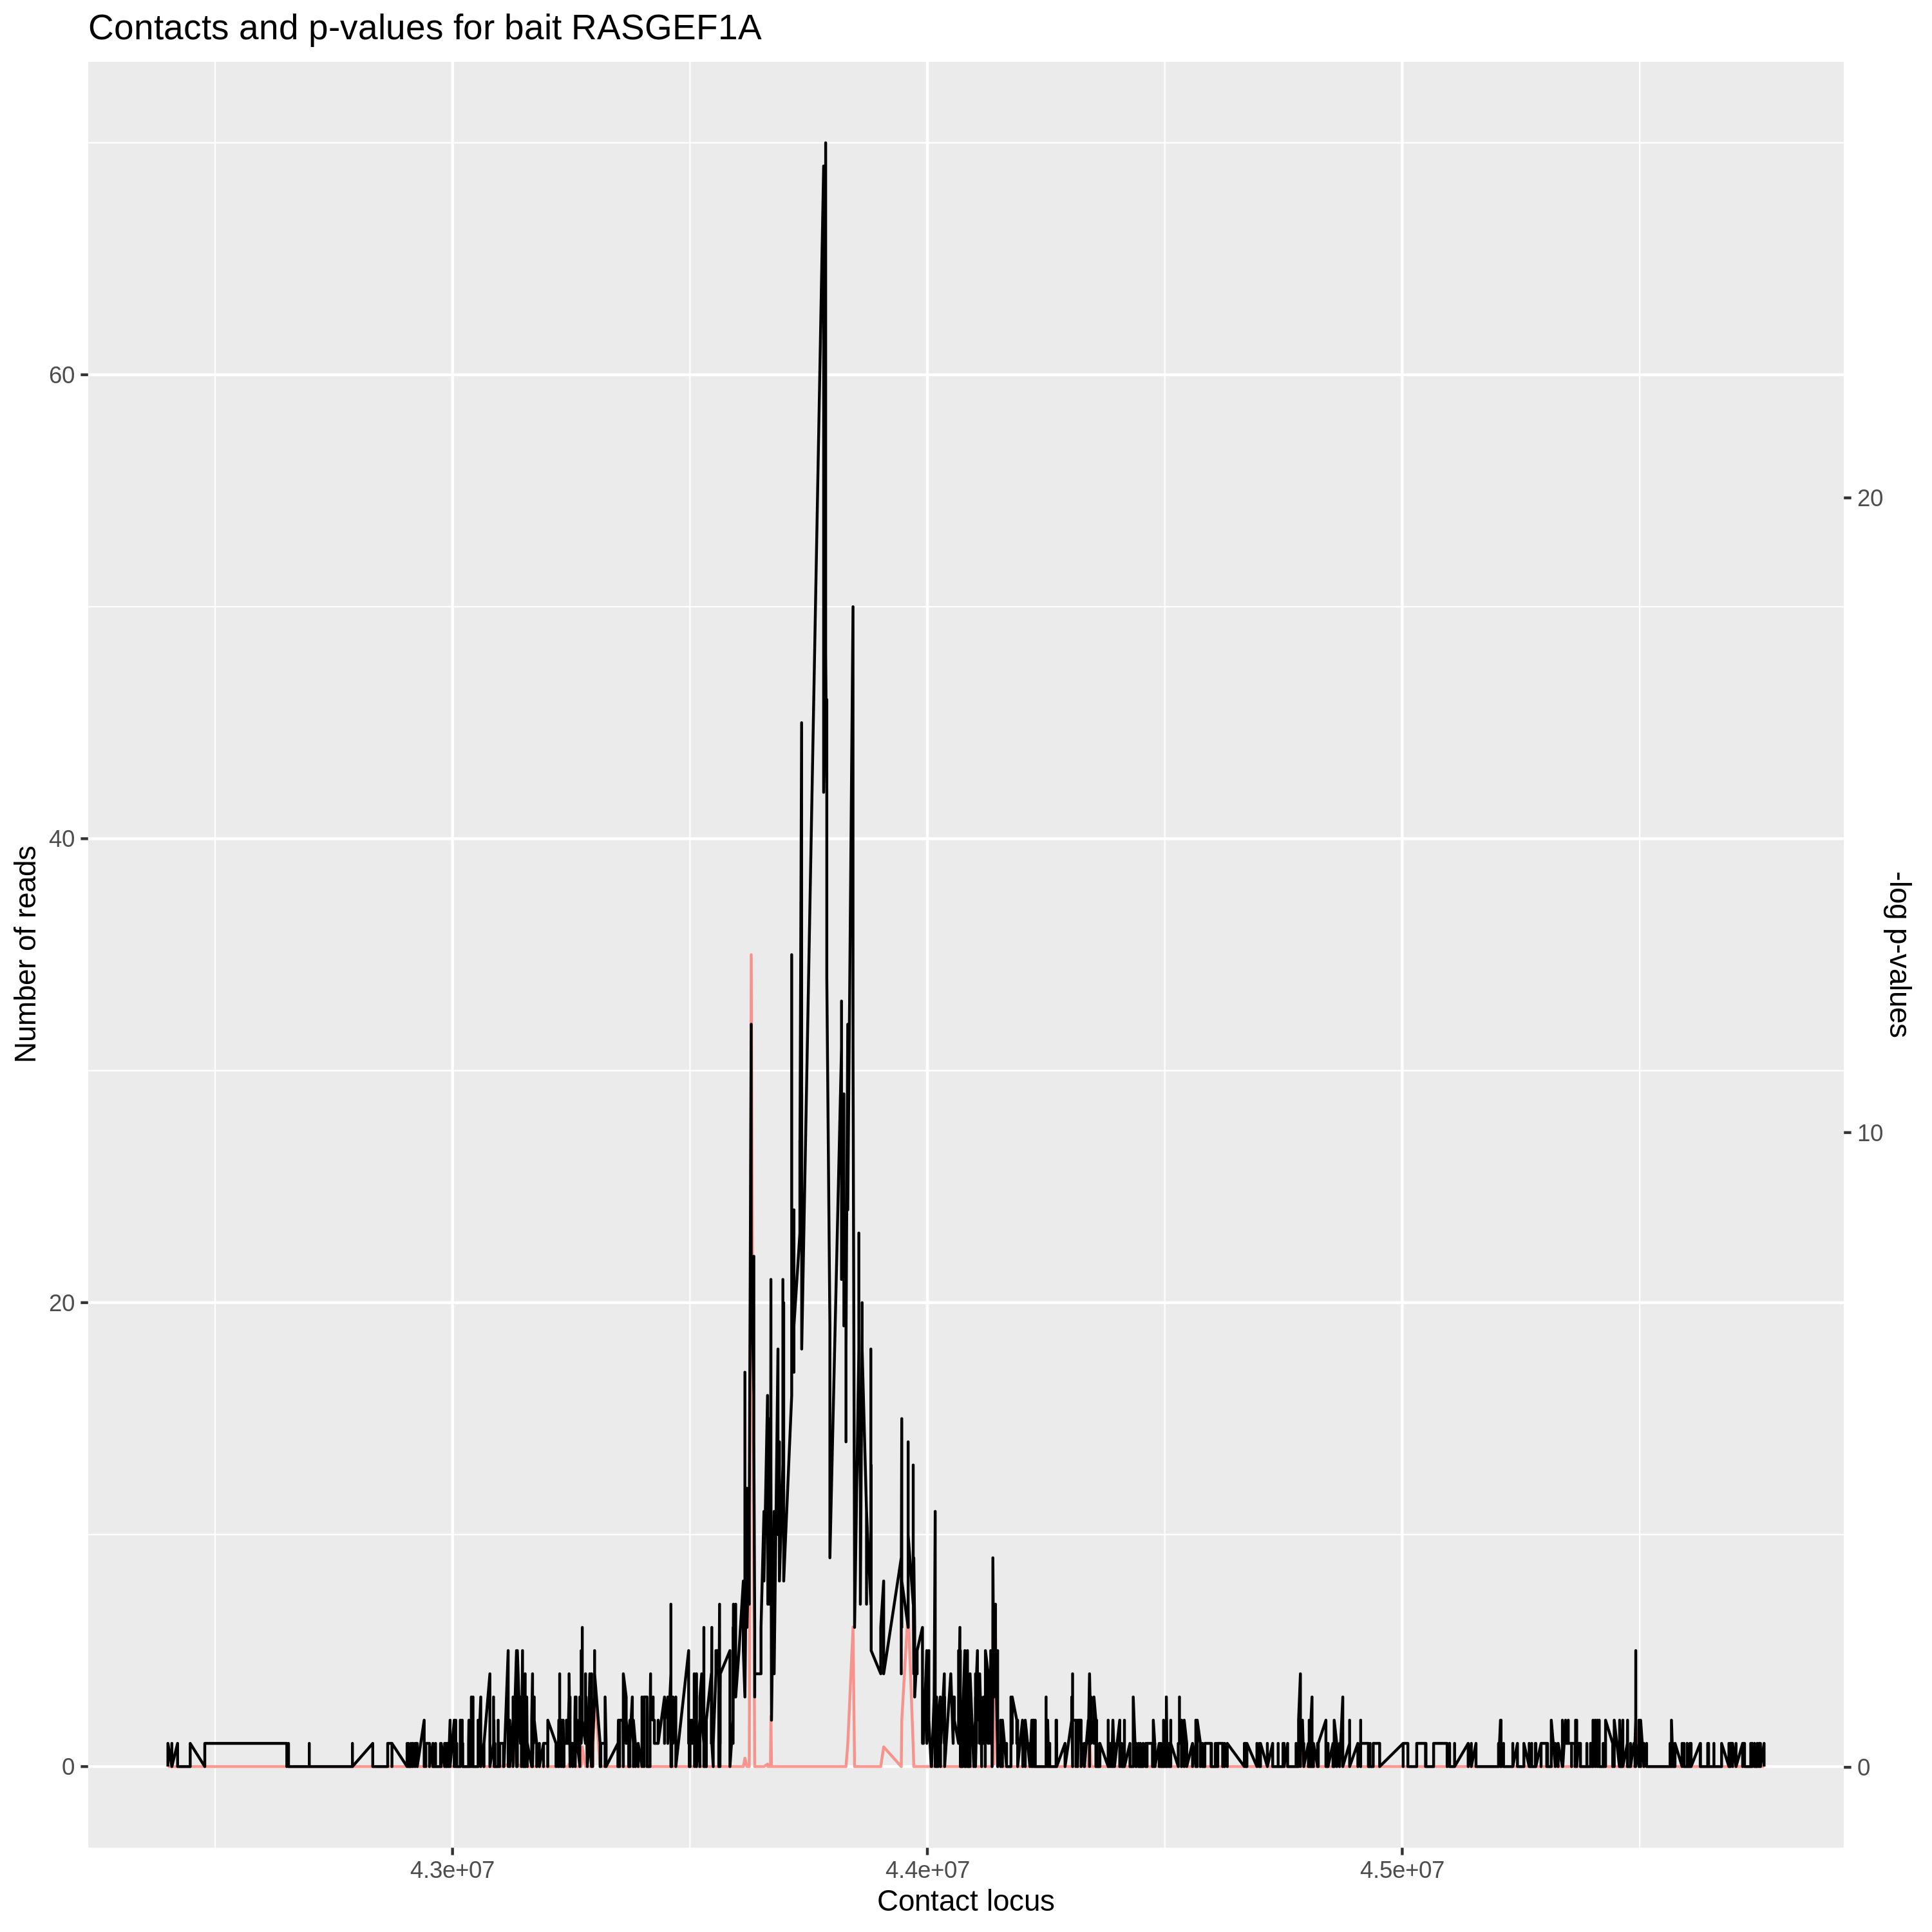 Contacts and p-values for bait RASGEF1A
Number of reads
60
40
20
0
20
10
0
-log p-values
4.3e+07
4.4e+07
4.5e+07
Contact locus